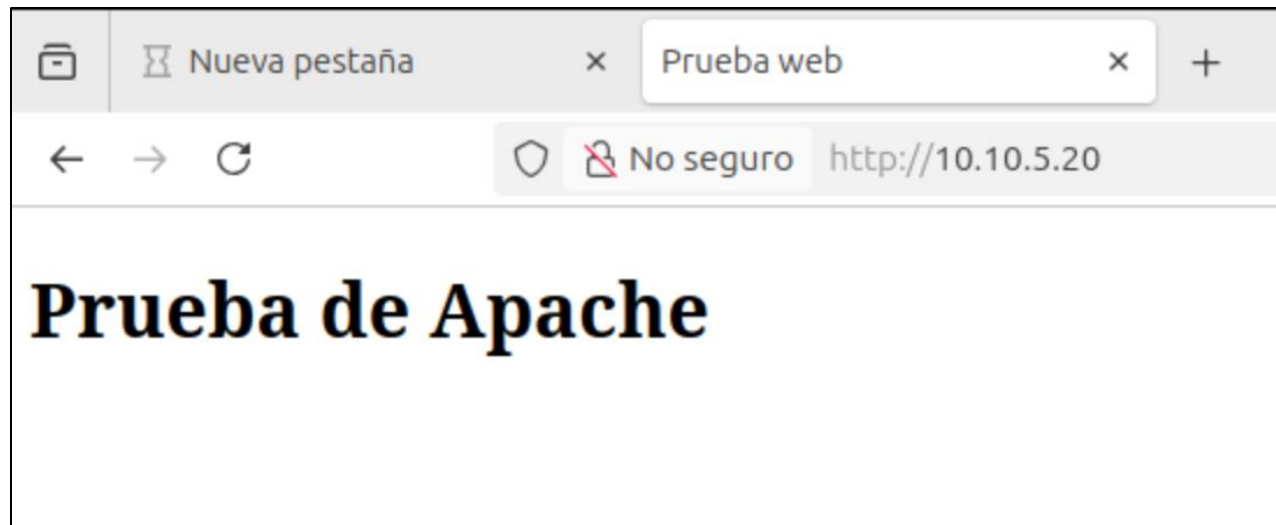 Nueva pestaña
Prueba web
No seguro http://10.10.5.20
Prueba de Apache